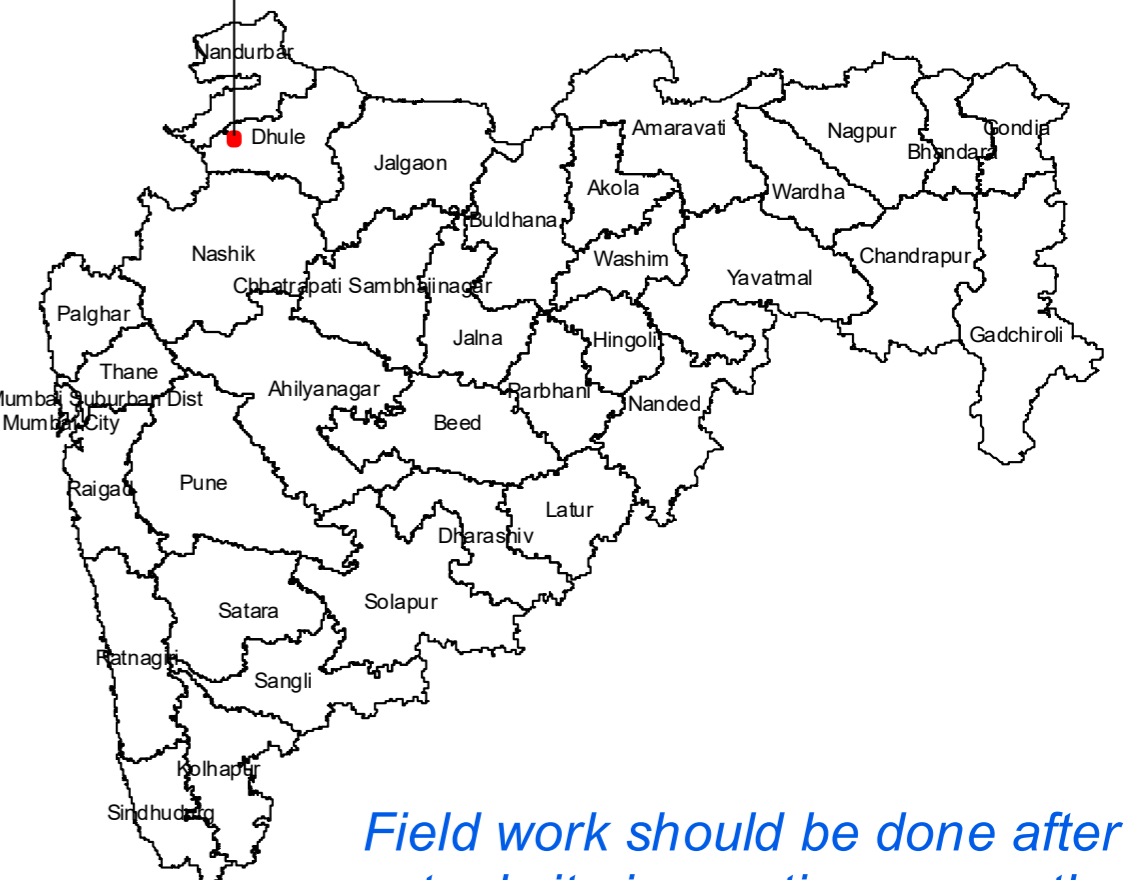 Nandurbar
Dhule
Jalgaon
Amaravati
Nagpur
Gondia
Bhandara
Akola
Wardha
Buldhana
Nashik
Washim
Chandrapur
Chhatrapati Sambhajinagar
Yavatmal
Palghar
Jalna
Hingoli
Gadchiroli
Thane
Ahilyanagar
Parbhani
Mumbai Suburban Dist
Nanded
Mumbai City
Beed
Raigad
Pune
Latur
Dharashiv
Satara
Solapur
Ratnagiri
Sangli
Kolhapur
Sindhudurg
Field work should be done after